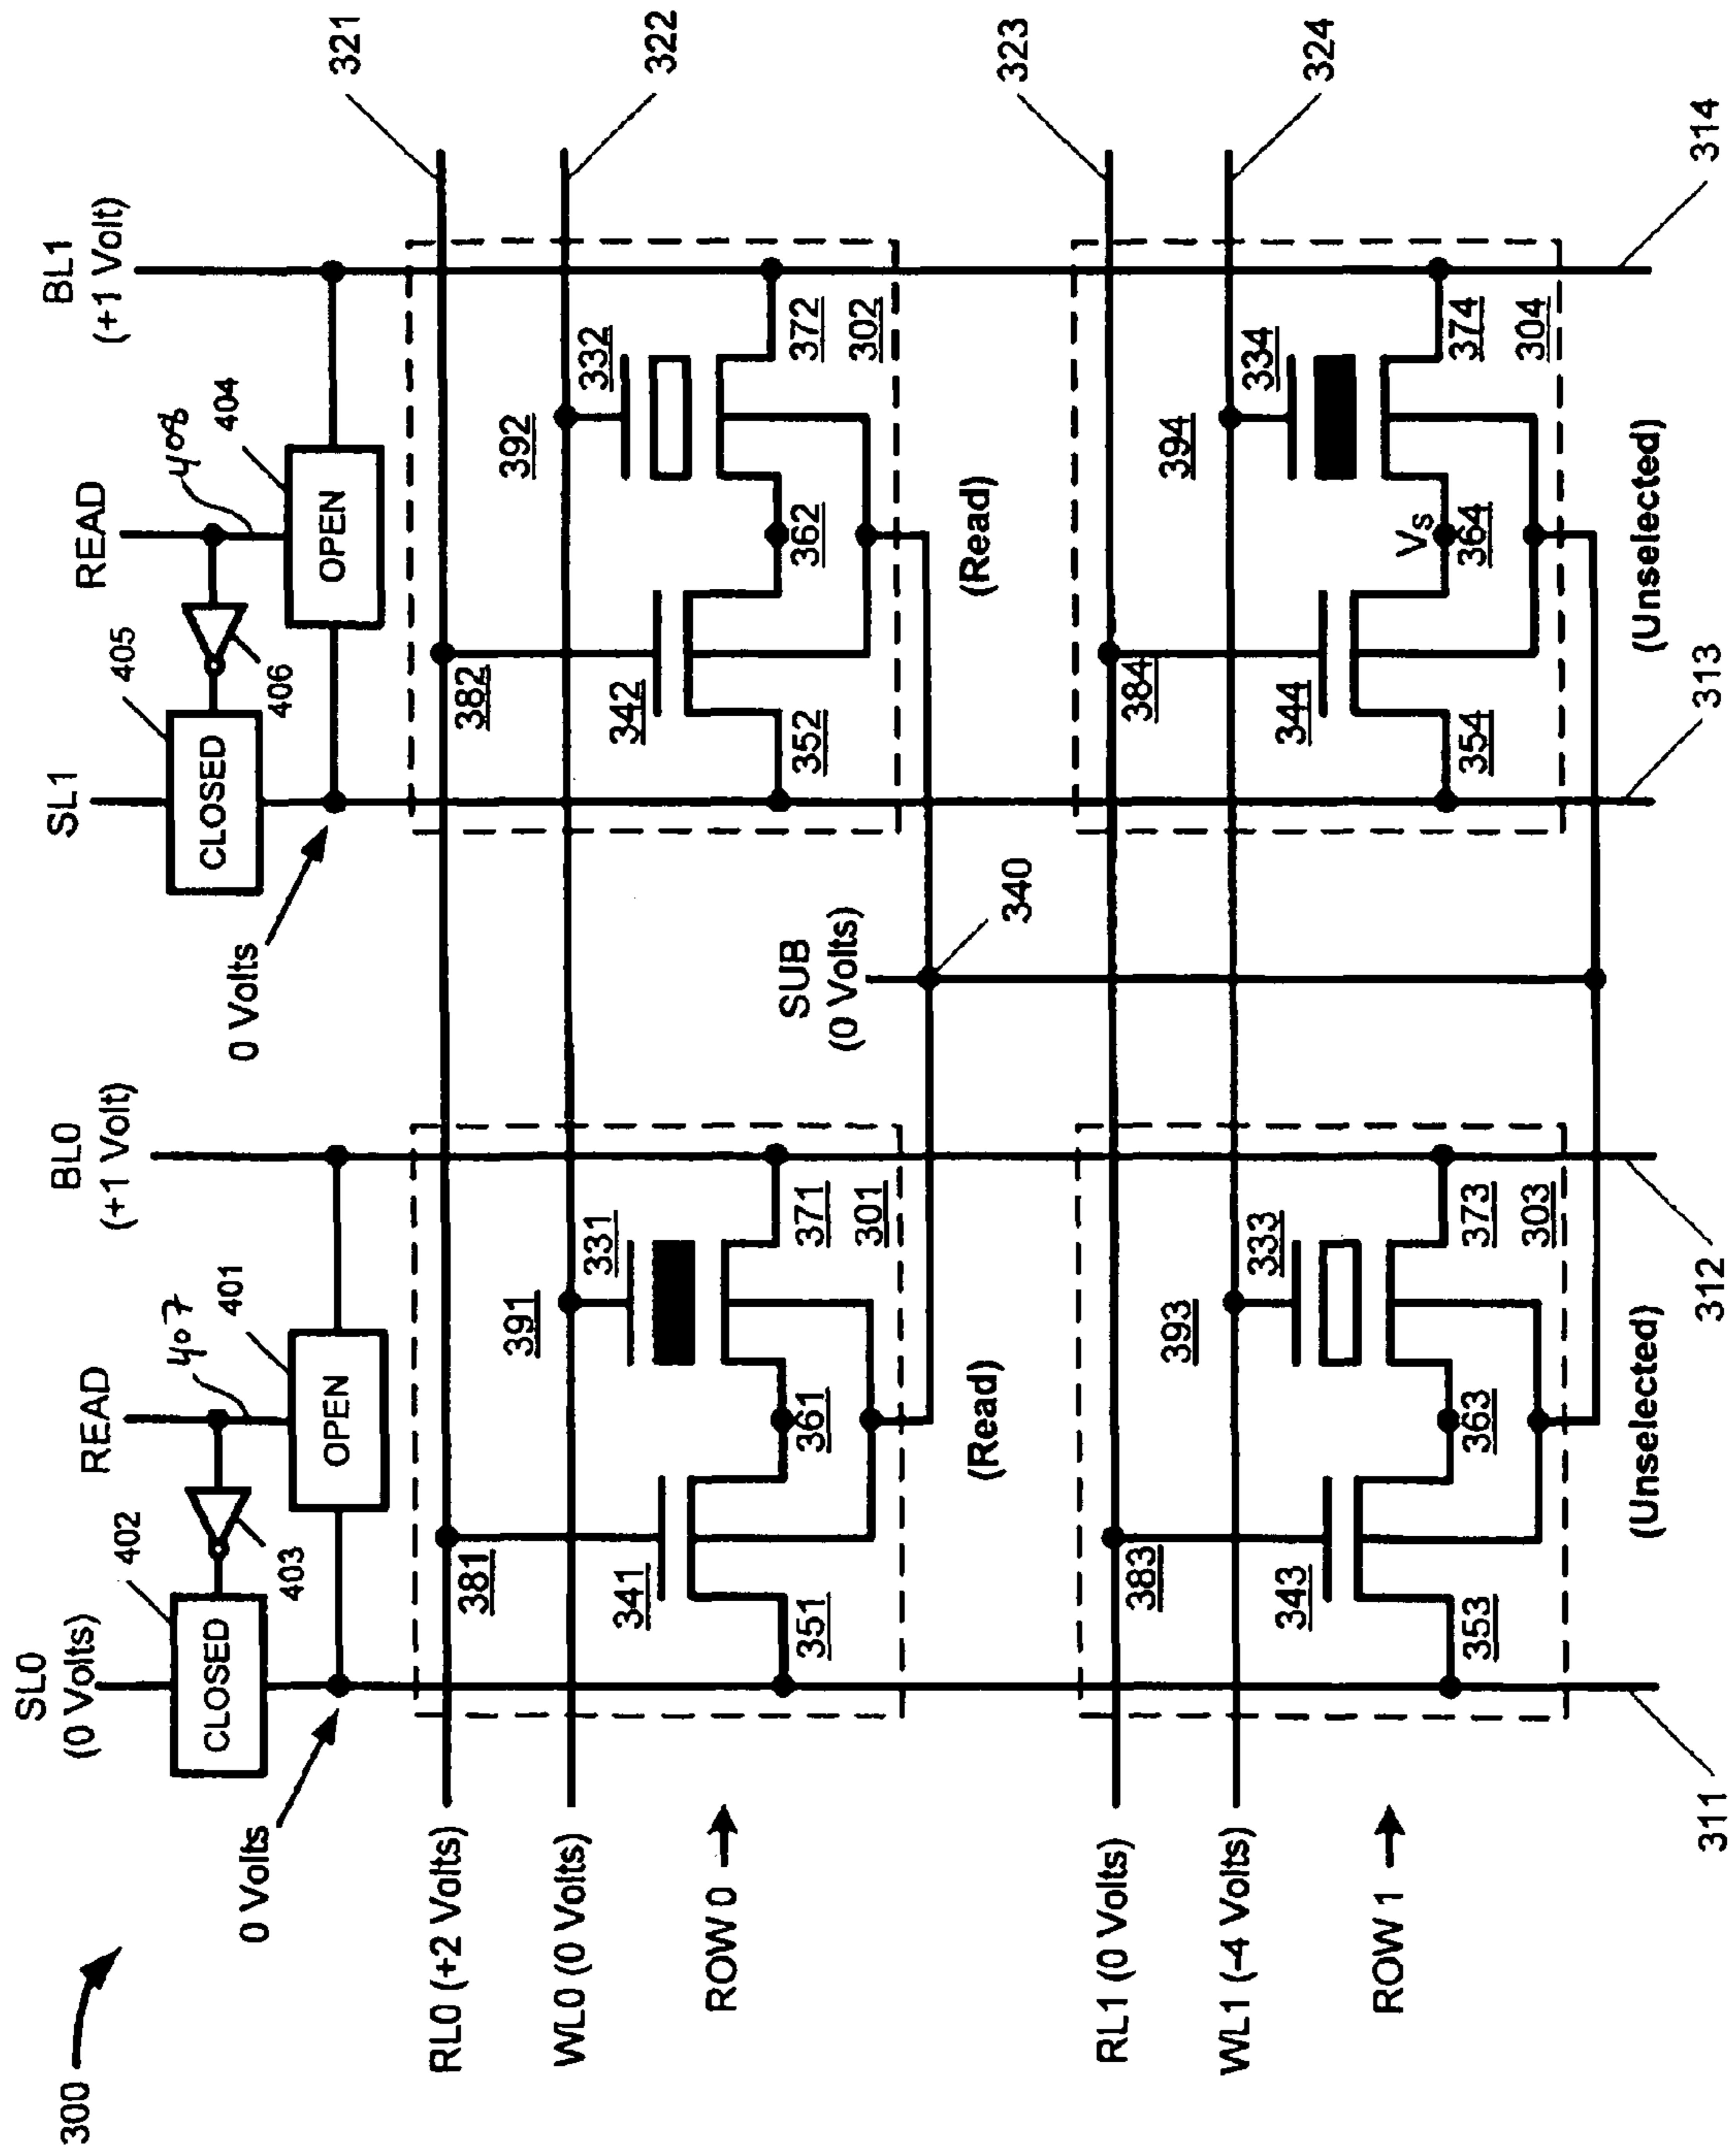 300
SL0
(0 Volts)
READ
BL0
(+1 Volt)
SL1
READ
BL1
(+1 Volt)
402
CLOSED
403
407
401
OPEN
0 Volts
405
CLOSED
406
408
404
OPEN
0 Volts
RL0 (+2 Volts)
321
WL0 (0 Volts)
322
ROW 0
381
391
331
341
351
361
371
301
(Read)
382
392
332
342
352
362
372
302
(Read)
SUB
(0 Volts)
340
RL1 (0 Volts)
323
WL1 (-4 Volts)
324
ROW 1
383
393
333
343
353
363
373
303
(Unselected)
384
394
334
344
354
Vs
364
374
304
(Unselected)
311
312
313
314